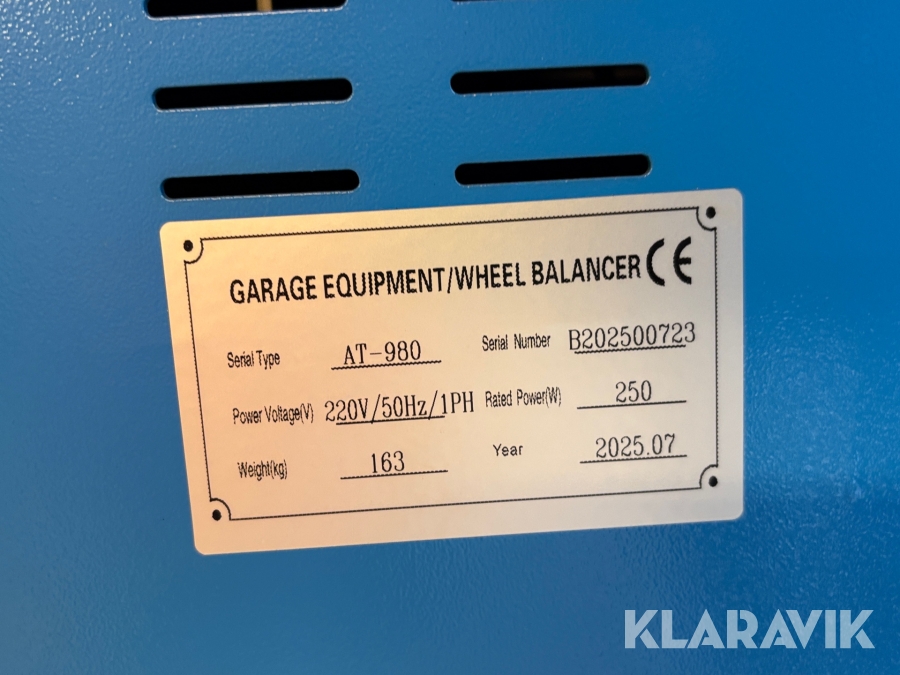 GARAGE EQUIPMENT/WHEEL BALANCER CE
Serial Type AT-980 Serial Number B202500723
Power Voltage(V) 220V/50Hz/1PH Rated Power(W) 250
Weight(kg) 163 Year 2025.07
KLARAVIK